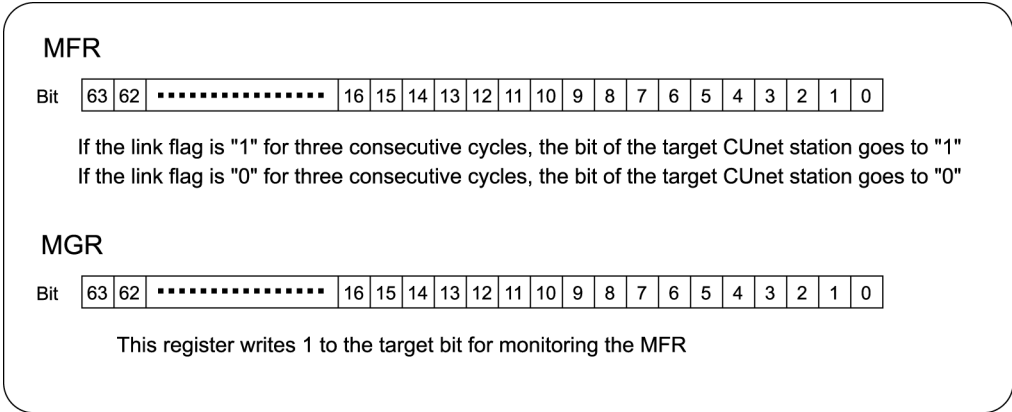 MFR
Bit 63 62 ................ 16 15 14 13 12 11 10 9 8 7 6 5 4 3 2 1 0
If the link flag is "1" for three consecutive cycles, the bit of the target CUnet station goes to "1"
If the link flag is "0" for three consecutive cycles, the bit of the target CUnet station goes to "0"
MGR
Bit 63 62 ................ 16 15 14 13 12 11 10 9 8 7 6 5 4 3 2 1 0
This register writes 1 to the target bit for monitoring the MFR